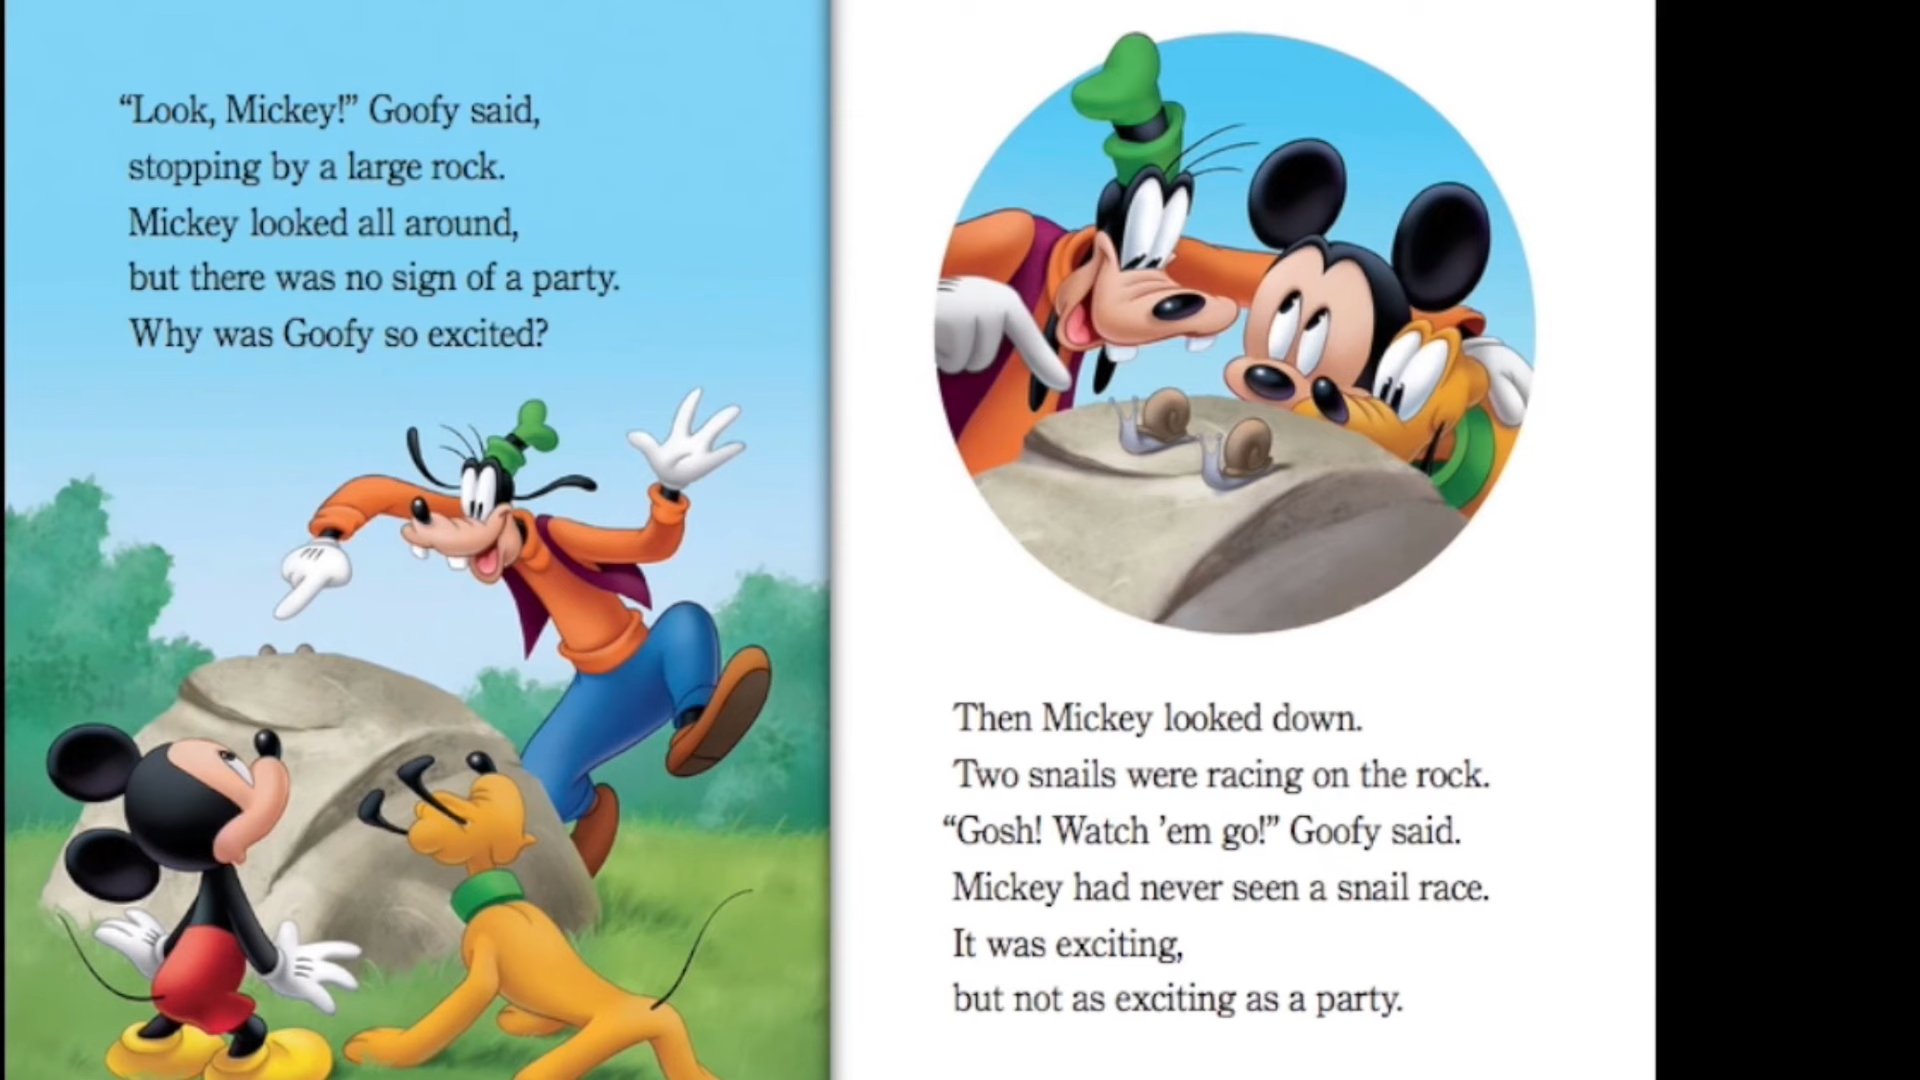 “Look, Mickey!” Goofy said,
stopping by a large rock.
Mickey looked all around,
but there was no sign of a party.
Why was Goofy so excited?
Then Mickey looked down.
Two snails were racing on the rock.
“Gosh! Watch ’em go!” Goofy said.
Mickey had never seen a snail race.
It was exciting,
but not as exciting as a party.